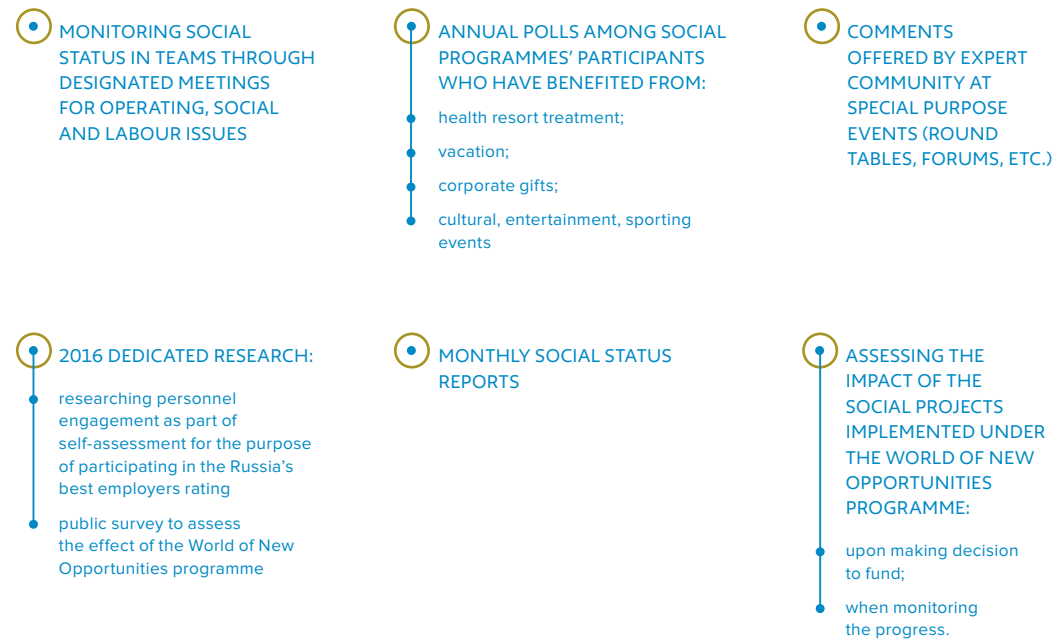 MONITORING SOCIAL
STATUS IN TEAMS THROUGH
DESIGNATED MEETINGS
FOR OPERATING, SOCIAL
AND LABOUR ISSUES
ANNUAL POLLS AMONG SOCIAL
PROGRAMMES’ PARTICIPANTS
WHO HAVE BENEFITED FROM:
health resort treatment;
vacation;
corporate gifts;
cultural, entertainment, sporting
events
COMMENTS
OFFERED BY EXPERT
COMMUNITY AT
SPECIAL PURPOSE
EVENTS (ROUND
TABLES, FORUMS, ETC.)
2016 DEDICATED RESEARCH:
researching personnel
engagement as part of
self-assessment for the purpose
of participating in the Russia’s
best employers rating
public survey to assess
the effect of the World of New
Opportunities programme
MONTHLY SOCIAL STATUS
REPORTS
ASSESSING THE
IMPACT OF THE
SOCIAL PROJECTS
IMPLEMENTED UNDER
THE WORLD OF NEW
OPPORTUNITIES
PROGRAMME:
upon making decision
to fund;
when monitoring
the progress.